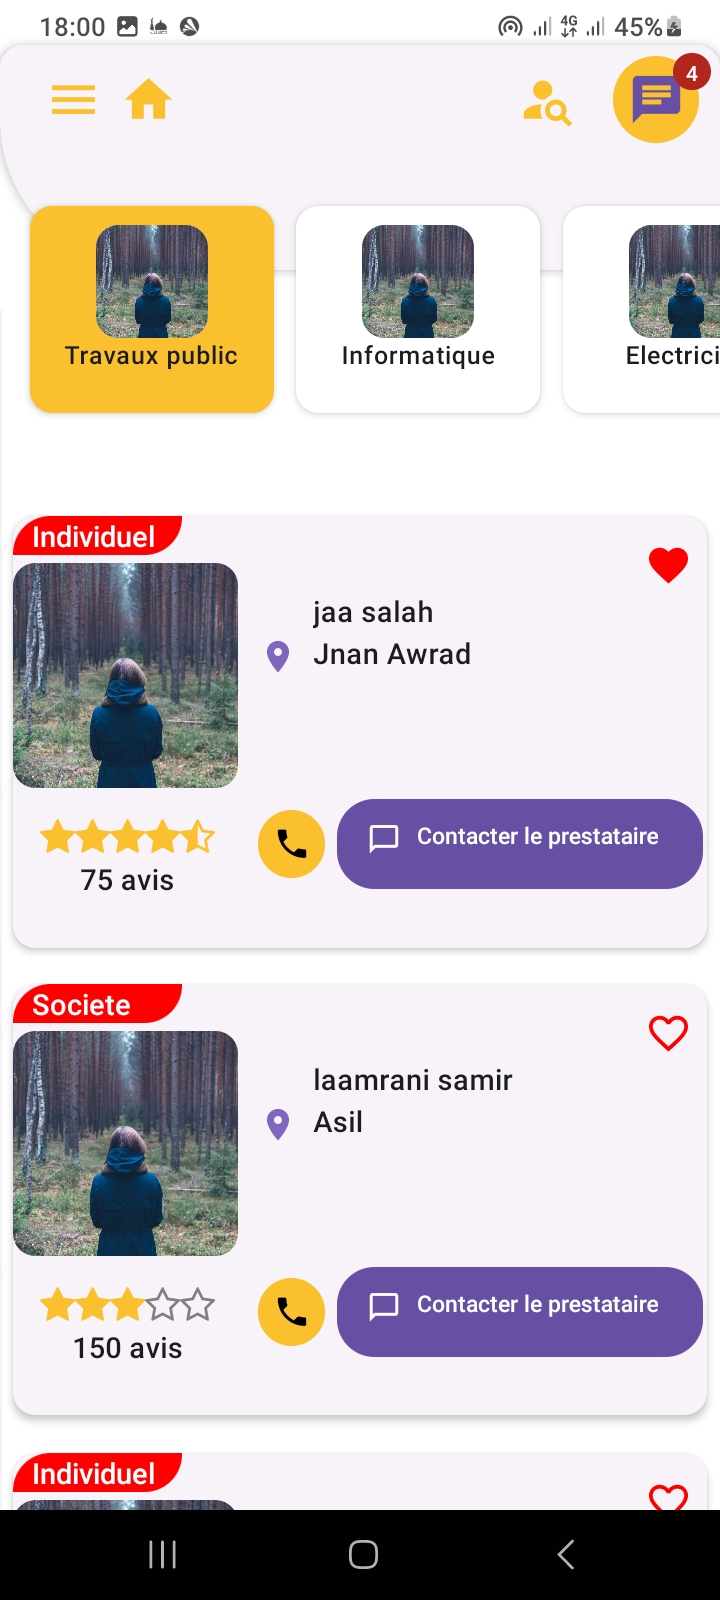 18:00
4G
45%
4
Travaux public
Informatique
Electrici
Individuel
jaa salah
Jnan Awrad
75 avis
Contacter le prestataire
Societe
laamrani samir
Asil
150 avis
Contacter le prestataire
Individuel